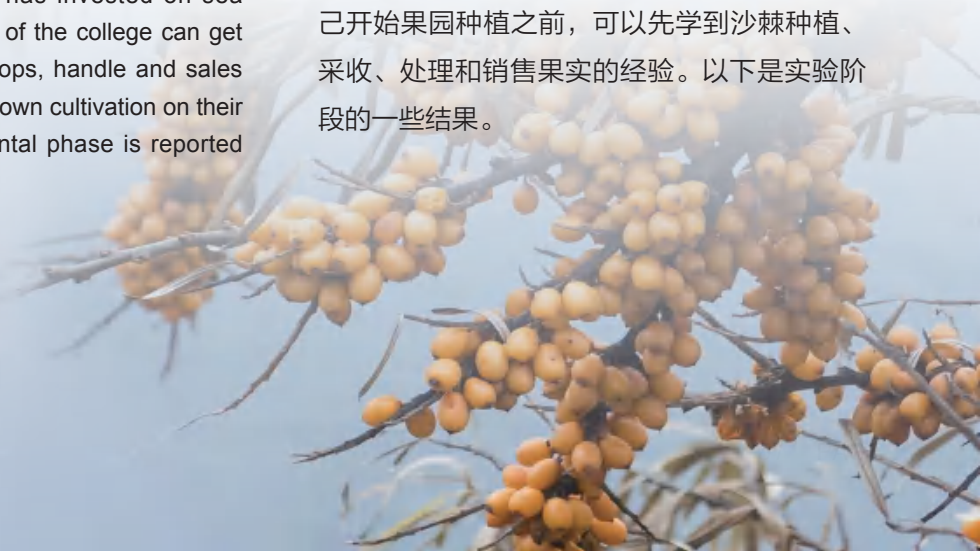 has invested on sea
of the college can get
ops, handle and sales
own cultivation on their
ntal phase is reported
己开始果园种植之前，可以先学到沙棘种植、
采收、处理和销售果实的经验。以下是实验阶
段的一些结果。